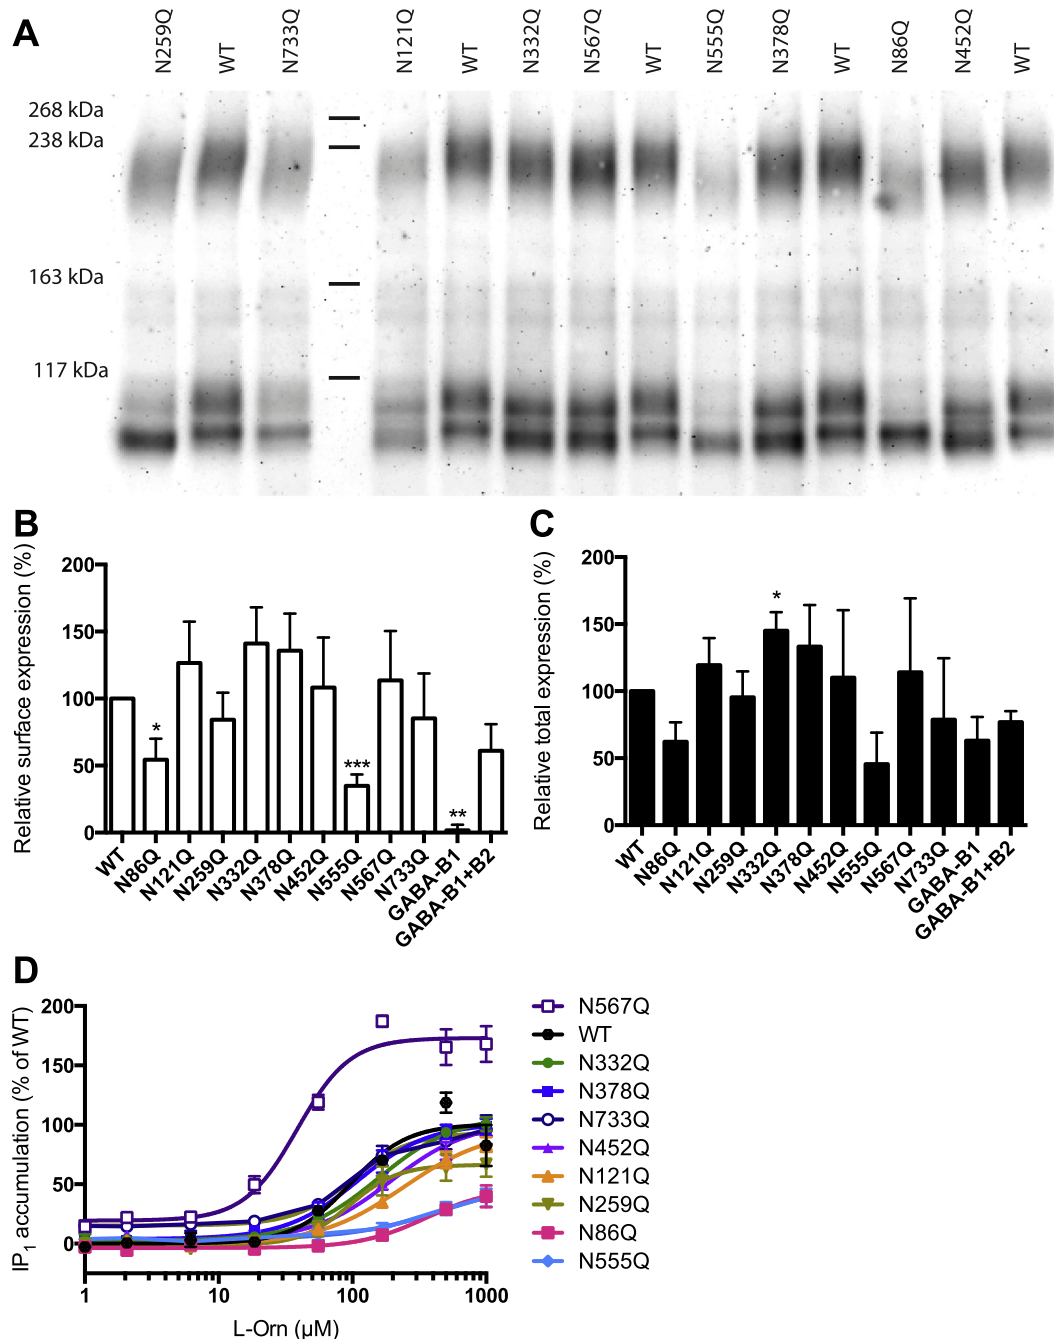 A
N259Q
WT
N733Q
N121Q
WT
N332Q
N567Q
WT
N555Q
N378Q
WT
N86Q
N452Q
WT
268 kDa
238 kDa
163 kDa
117 kDa
B
Relative surface expression (%)
200
150
100
50
0
*
***
**
WT
N86Q
N121Q
N259Q
N332Q
N378Q
N452Q
N555Q
N567Q
N733Q
GABA-B1
GABA-B1+B2
C
Relative total expression (%)
200
150
100
50
0
*
WT
N86Q
N121Q
N259Q
N332Q
N378Q
N452Q
N555Q
N567Q
N733Q
GABA-B1
GABA-B1+B2
D
IP1 accumulation (% of WT)
200
150
100
50
0
1
10
100
1000
L-Orn (µM)
N567Q
WT
N332Q
N378Q
N733Q
N452Q
N121Q
N259Q
N86Q
N555Q